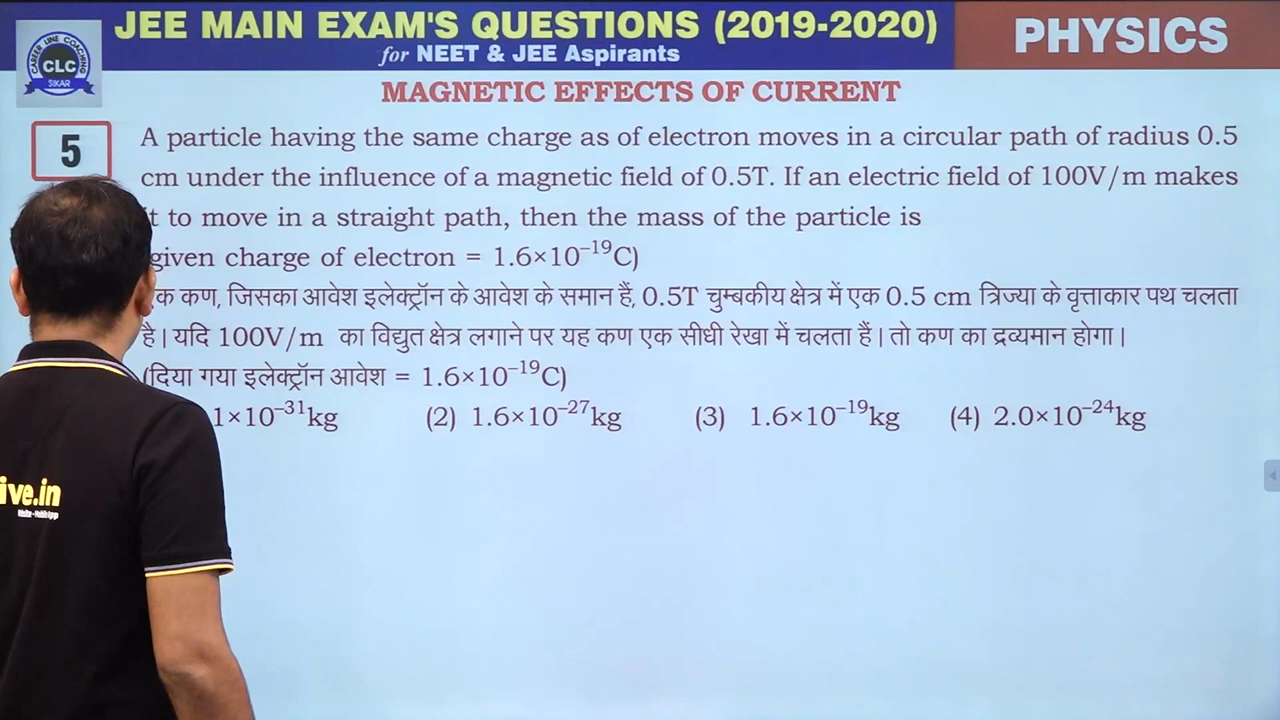 JEE MAIN EXAM'S QUESTIONS (2019-2020)
for NEET & JEE Aspirants
PHYSICS
CAREER LINE COACHING
CLC
SIKAR
MAGNETIC EFFECTS OF CURRENT
5
A particle having the same charge as of electron moves in a circular path of radius 0.5
cm under the influence of a magnetic field of 0.5T. If an electric field of 100V/m makes
to move in a straight path, then the mass of the particle is
given charge of electron = 1.6×10⁻¹⁹C)
कण, जिसका आवेश इलेक्ट्रॉन के आवेश के समान हैं, 0.5T चुम्बकीय क्षेत्र में एक 0.5 cm त्रिज्या के वृत्ताकार पथ चलता
है। यदि 100V/m का विद्युत क्षेत्र लगाने पर यह कण एक सीधी रेखा में चलता हैं। तो कण का द्रव्यमान होगा।
(दिया गया इलेक्ट्रॉन आवेश = 1.6×10⁻¹⁹C)
1×10⁻³¹kg (2) 1.6×10⁻²⁷kg (3) 1.6×10⁻¹⁹kg (4) 2.0×10⁻²⁴kg
ive.in